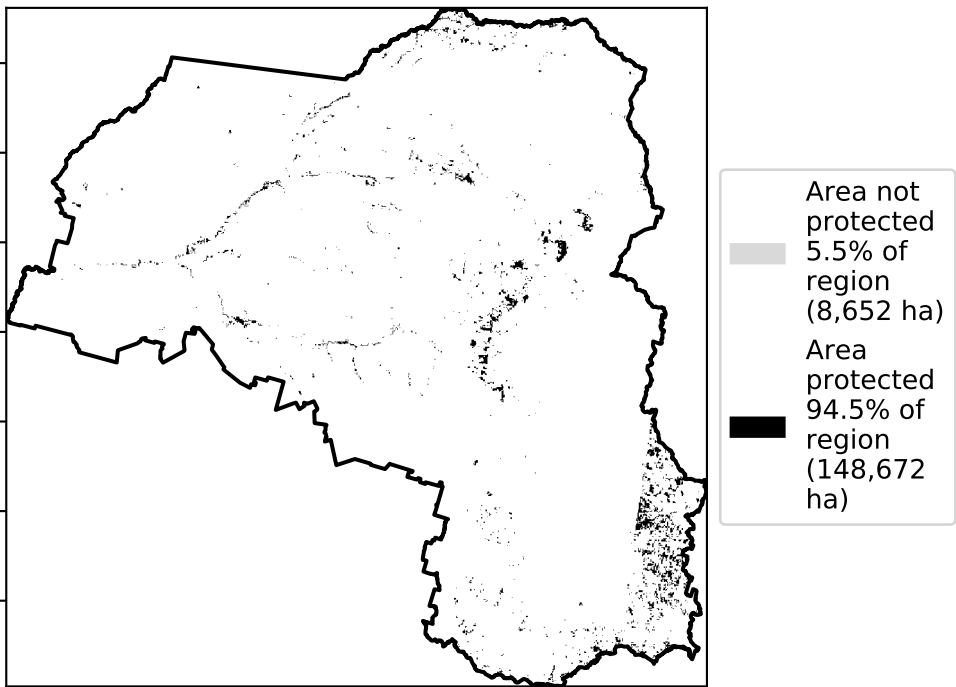 Area not
protected
5.5% of
region
(8,652 ha)
Area
protected
94.5% of
region
(148,672
ha)